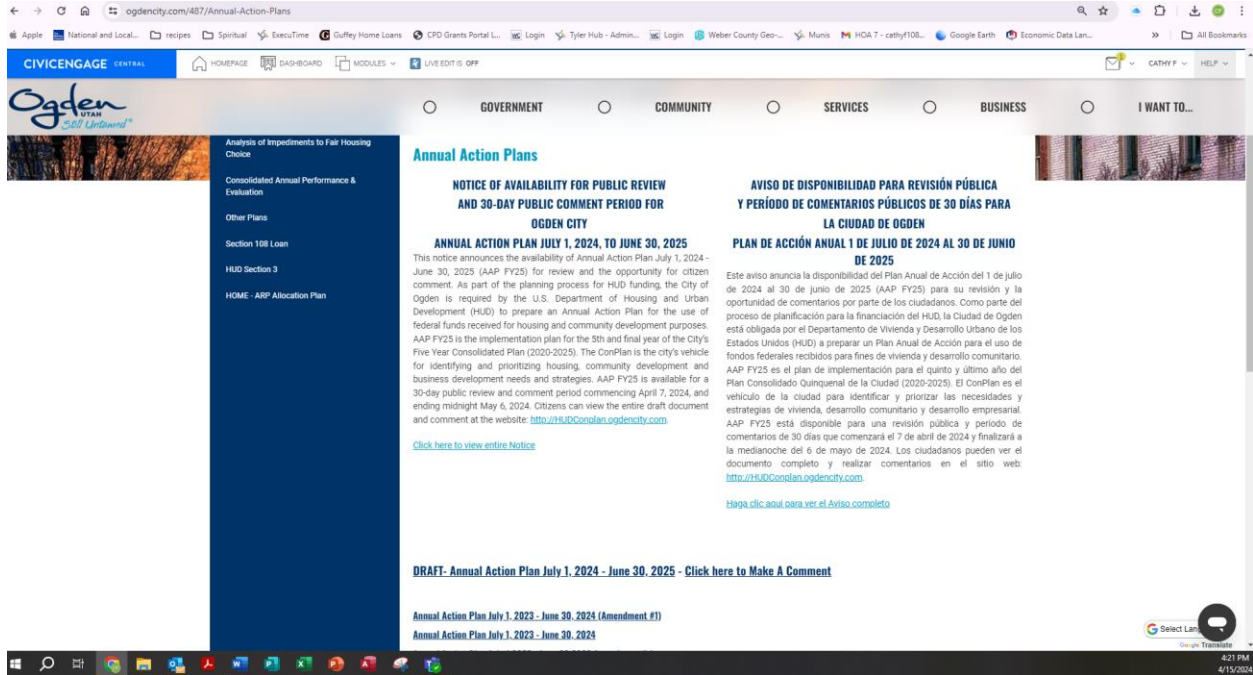 ogdencity.com/487/Annual-Action-Plans
Apple National and Local... recipes Spiritual ExecuTime Guffey Home Loans CPD Grants Portal L... Login Tyler Hub - Admin... Login Weber County Geo-... Munis HOA 7 - cathyf108... Google Earth Economic Data Lan... » All Bookmarks
CIVICENGAGE CENTRAL HOMEPAGE DASHBOARD MODULES LIVE EDIT IS OFF CATHY F HELP
Ogden
UTAH
Still Untamed®
GOVERNMENT COMMUNITY SERVICES BUSINESS I WANT TO...
Analysis of Impediments to Fair Housing
Choice
Consolidated Annual Performance &
Evaluation
Other Plans
Section 108 Loan
HUD Section 3
HOME - ARP Allocation Plan
Annual Action Plans
NOTICE OF AVAILABILITY FOR PUBLIC REVIEW
AND 30-DAY PUBLIC COMMENT PERIOD FOR
OGDEN CITY
ANNUAL ACTION PLAN JULY 1, 2024, TO JUNE 30, 2025
This notice announces the availability of Annual Action Plan July 1, 2024 -
June 30, 2025 (AAP FY25) for review and the opportunity for citizen
comment. As part of the planning process for HUD funding, the City of
Ogden is required by the U.S. Department of Housing and Urban
Development (HUD) to prepare an Annual Action Plan for the use of
federal funds received for housing and community development purposes.
AAP FY25 is the implementation plan for the 5th and final year of the City's
Five Year Consolidated Plan (2020-2025). The ConPlan is the city's vehicle
for identifying and prioritizing housing, community development and
business development needs and strategies. AAP FY25 is available for a
30-day public review and comment period commencing April 7, 2024, and
ending midnight May 6, 2024. Citizens can view the entire draft document
and comment at the website: http://HUDConplan.ogdencity.com.
Click here to view entire Notice
AVISO DE DISPONIBILIDAD PARA REVISIÓN PÚBLICA
Y PERÍODO DE COMENTARIOS PÚBLICOS DE 30 DÍAS PARA
LA CIUDAD DE OGDEN
PLAN DE ACCIÓN ANUAL 1 DE JULIO DE 2024 AL 30 DE JUNIO
DE 2025
Este aviso anuncia la disponibilidad del Plan Anual de Acción del 1 de julio
de 2024 al 30 de junio de 2025 (AAP FY25) para su revisión y la
oportunidad de comentarios por parte de los ciudadanos. Como parte del
proceso de planificación para la financiación del HUD, la Ciudad de Ogden
está obligada por el Departamento de Vivienda y Desarrollo Urbano de los
Estados Unidos (HUD) a preparar un Plan Anual de Acción para el uso de
fondos federales recibidos para fines de vivienda y desarrollo comunitario.
AAP FY25 es el plan de implementación para el quinto y último año del
Plan Consolidado Quinquenal de la Ciudad (2020-2025). El ConPlan es el
vehículo de la ciudad para identificar y priorizar las necesidades y
estrategias de vivienda, desarrollo comunitario y desarrollo empresarial.
AAP FY25 está disponible para una revisión pública y periodo de
comentarios de 30 días que comenzará el 7 de abril de 2024 y finalizará a
la medianoche del 6 de mayo de 2024. Los ciudadanos pueden ver el
documento completo y realizar comentarios en el sitio web:
http://HUDConplan.ogdencity.com.
Haga clic aquí para ver el Aviso completo
DRAFT- Annual Action Plan July 1, 2024 - June 30, 2025 - Click here to Make A Comment
Annual Action Plan July 1, 2023 - June 30, 2024 (Amendment #1)
Annual Action Plan July 1, 2023 - June 30, 2024
Select Lan
Google Translate
4:21 PM
4/15/2024